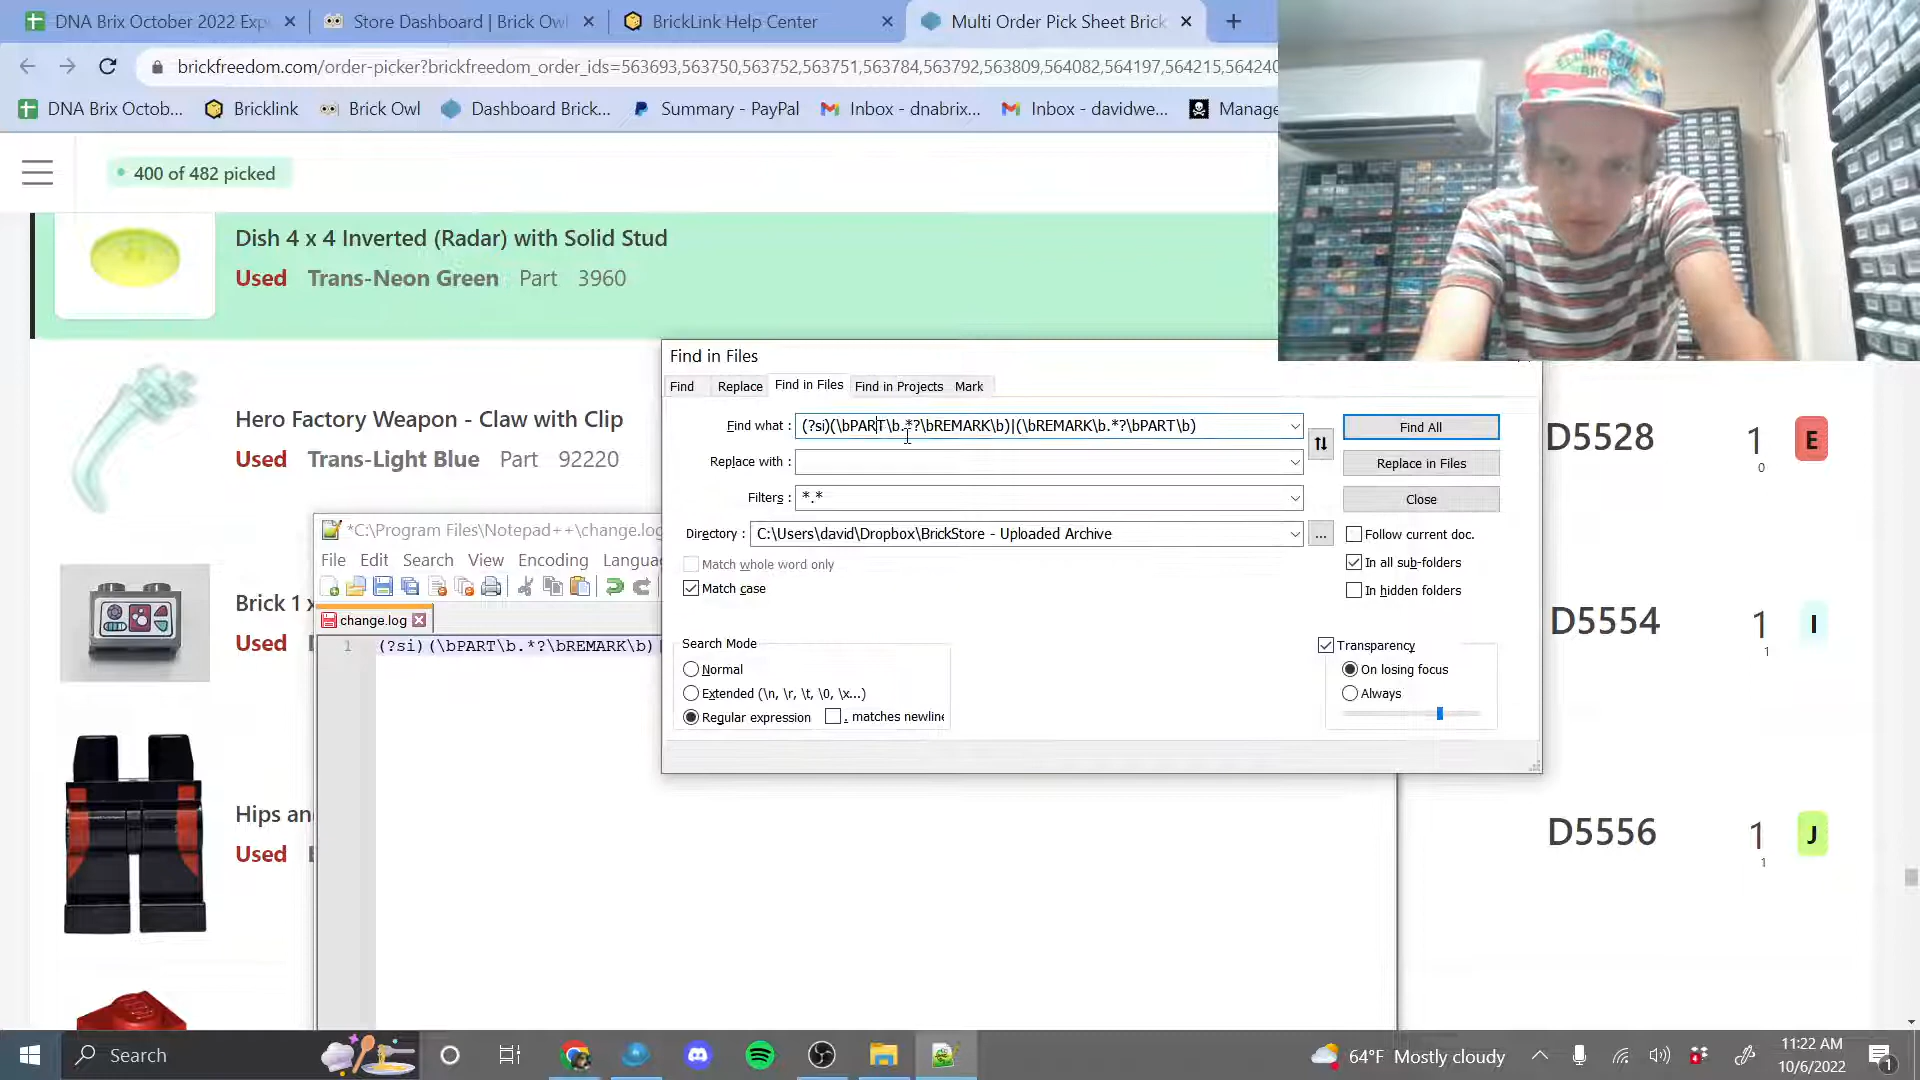 DNA Brix October 2022 Exp
Store Dashboard | Brick Owl
BrickLink Help Center
Multi Order Pick Sheet Brick
brickfreedom.com/order-picker?brickfreedom_order_ids=563693,563750,563752,563751,563784,563792,563809,564082,564197,564215,564240
DNA Brix Octob...
Bricklink
Brick Owl
Dashboard Brick...
Summary - PayPal
Inbox - dnabrix...
Inbox - davidwe...
Manage
400 of 482 picked
Dish 4 x 4 Inverted (Radar) with Solid Stud
Used Trans-Neon Green Part 3960
Hero Factory Weapon - Claw with Clip
Used Trans-Light Blue Part 92220
D5528 1 E
0
Brick 1 x
Used
D5554 1 I
1
Hips an
Used
D5556 1 J
1
*C:\Program Files\Notepad++\change.log
File Edit Search View Encoding Langua
change.log
1 (?si)(\bPART\b.*?\bREMARK\b)|
Find in Files
Find Replace Find in Files Find in Projects Mark
Find what : (?si)(\bPART\b.*?\bREMARK\b)|(\bREMARK\b.*?\bPART\b) Find All
Replace with : Replace in Files
Filters : *.* Close
Directory : C:\Users\david\Dropbox\BrickStore - Uploaded Archive ... Follow current doc.
Match whole word only In all sub-folders
Match case In hidden folders
Search Mode Transparency
Normal On losing focus
Extended (\n, \r, \t, \0, \x...) Always
Regular expression . matches newline
ELLINGTON
BROS
Search
64°F Mostly cloudy
11:22 AM
10/6/2022
1